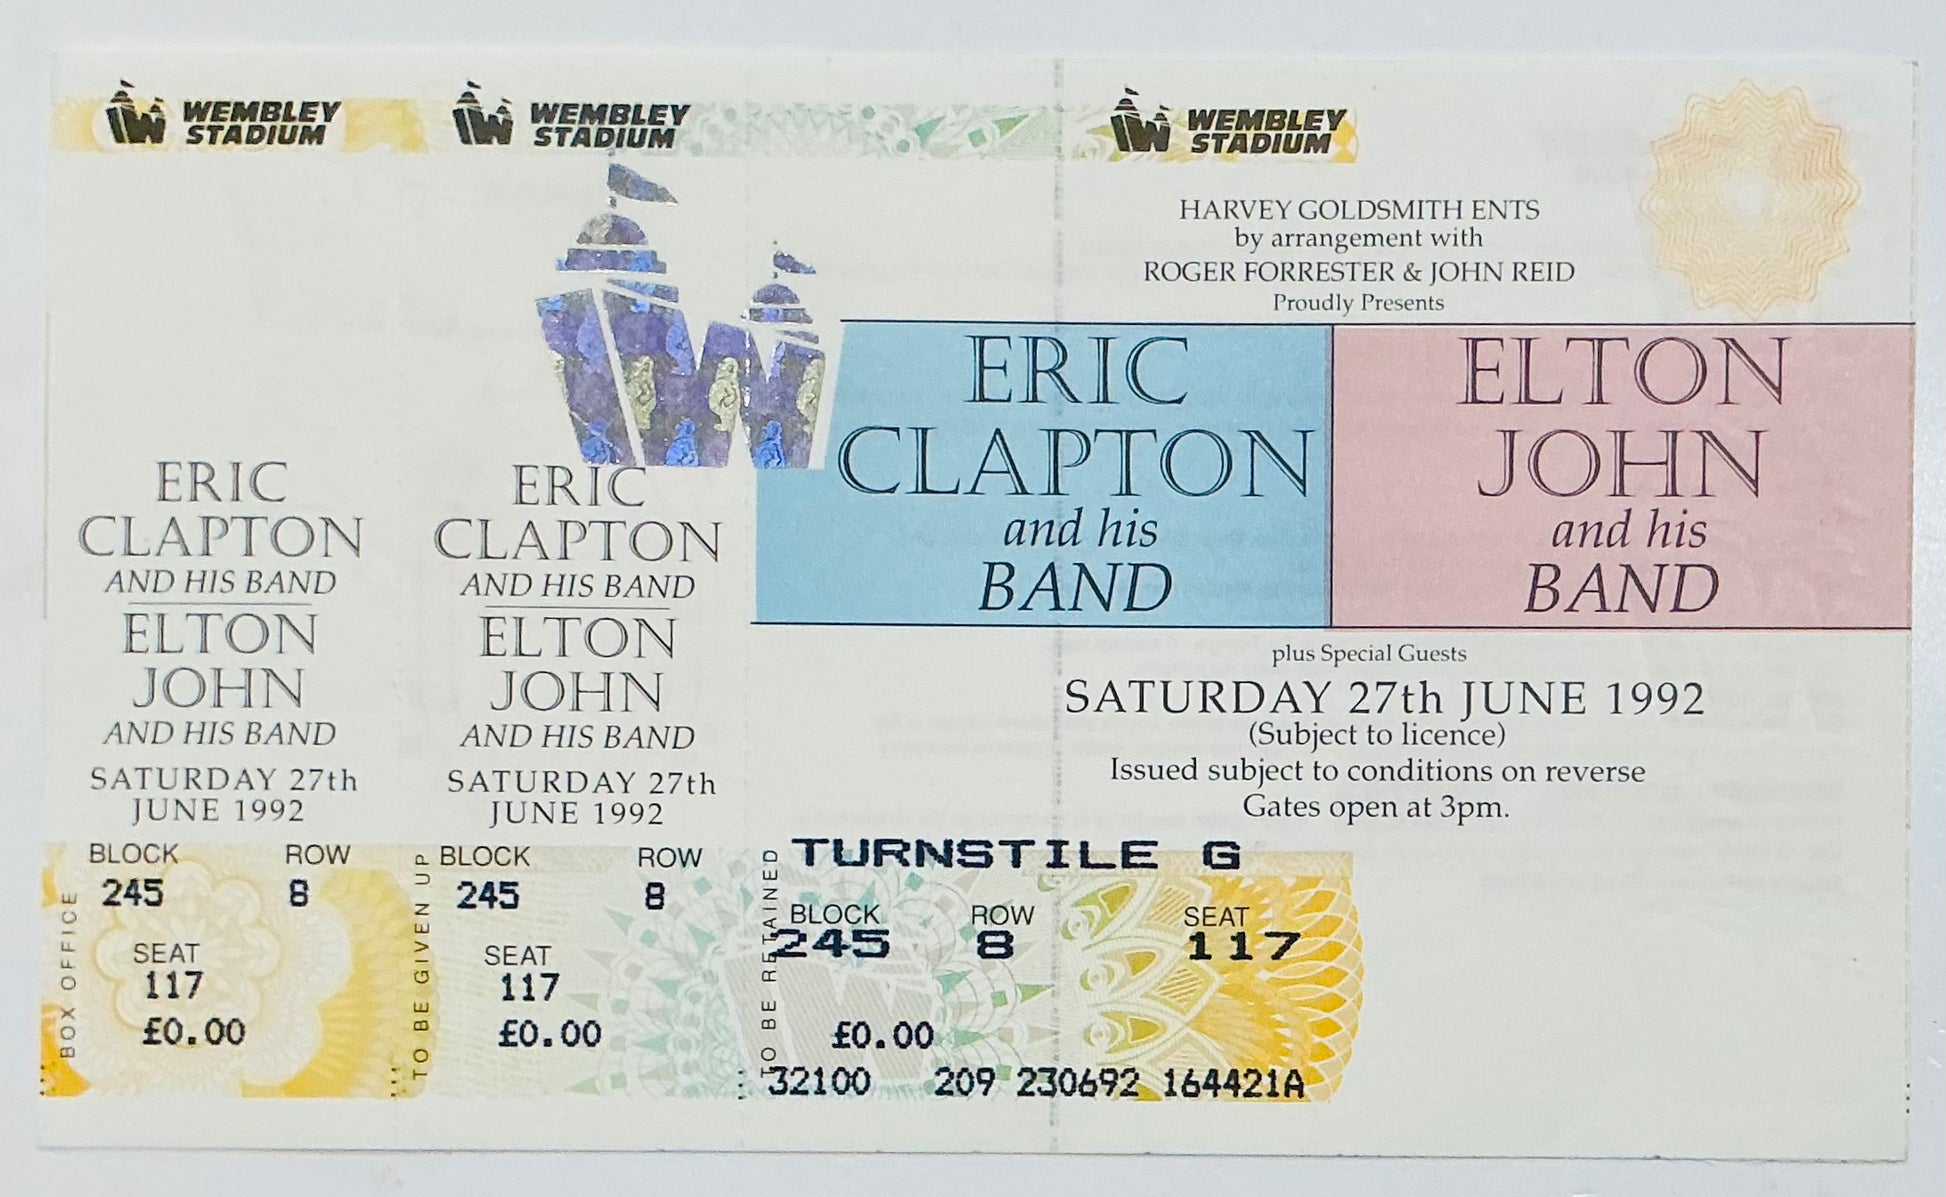 WEMBLEY
STADIUM
ERIC
CLAPTON
AND HIS BAND
ELTON
JOHN
AND HIS BAND
SATURDAY 27th
JUNE 1992
BLOCK ROW
245 8
SEAT
117
£0.00
BOX OFFICE
WEMBLEY
STADIUM
ERIC
CLAPTON
AND HIS BAND
ELTON
JOHN
AND HIS BAND
SATURDAY 27th
JUNE 1992
BLOCK ROW
245 8
SEAT
117
£0.00
TO BE GIVEN UP
WEMBLEY
STADIUM
HARVEY GOLDSMITH ENTS
by arrangement with
ROGER FORRESTER & JOHN REID
Proudly Presents
ERIC
CLAPTON
and his
BAND
ELTON
JOHN
and his
BAND
plus Special Guests
SATURDAY 27th JUNE 1992
(Subject to licence)
Issued subject to conditions on reverse
Gates open at 3pm.
TURNSTILE G
BLOCK ROW SEAT
245 8 117
£0.00
32100 209 230692 164421A
TO BE RETAINED